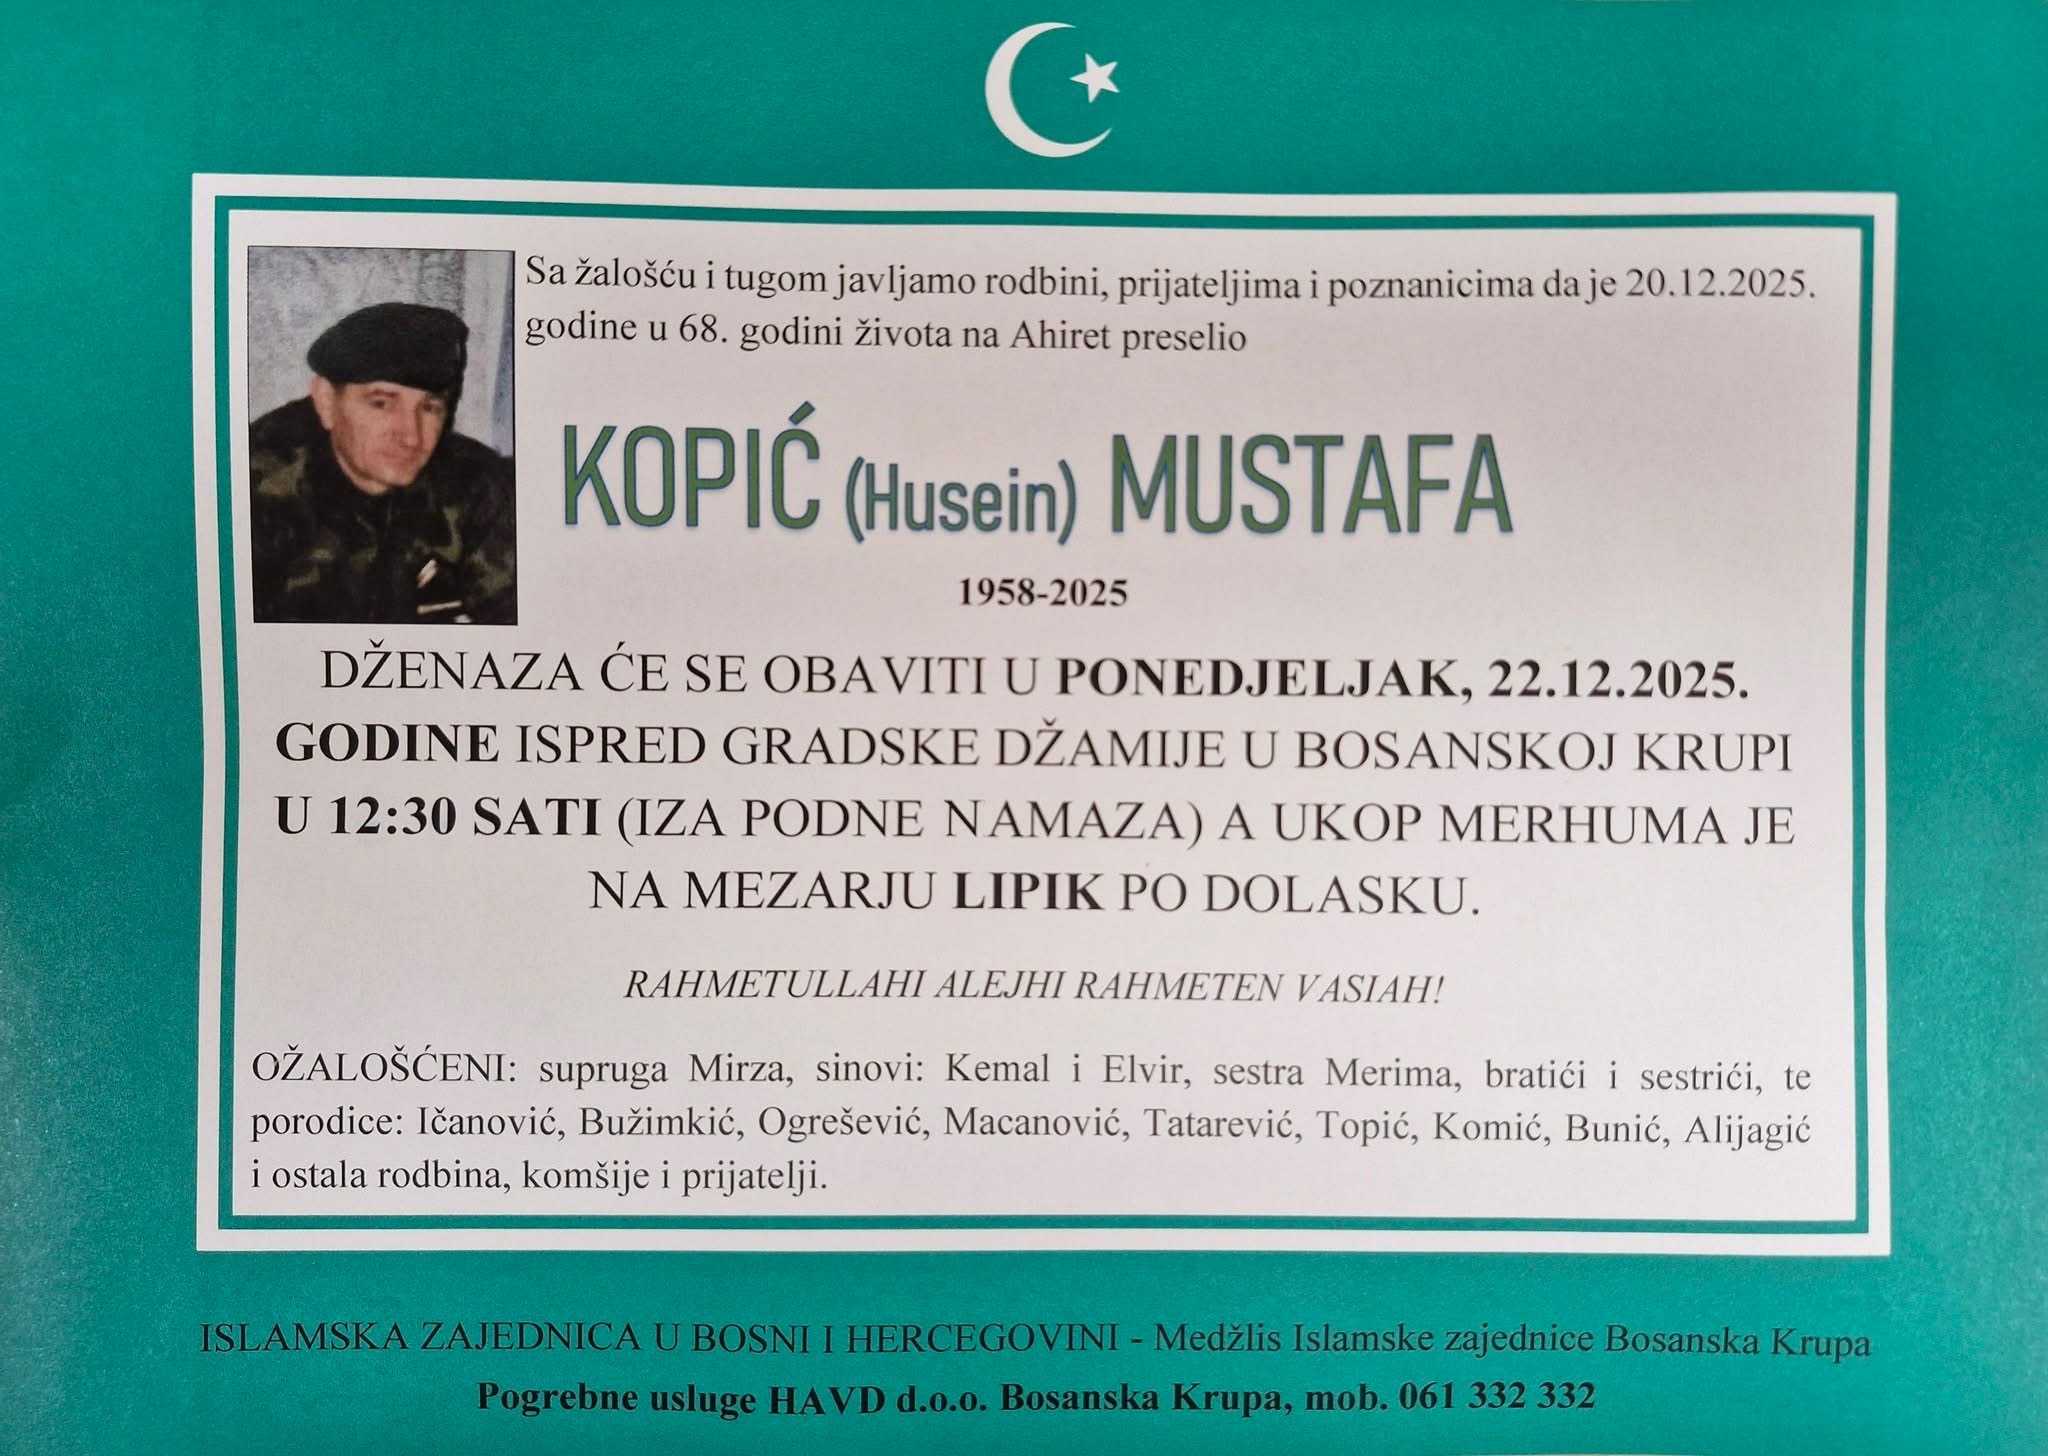 Sa žalošću i tugom javljamo rodbini, prijateljima i poznanicima da je 20.12.2025.
godine u 68. godini života na Ahiret preselio
KOPIĆ (Husein) MUSTAFA
1958-2025
DŽENAZA ĆE SE OBAVITI U PONEDJELJAK, 22.12.2025.
GODINE ISPRED GRADSKE DŽAMIJE U BOSANSKOJ KRUPI
U 12:30 SATI (IZA PODNE NAMAZA) A UKOP MERHUMA JE
NA MEZARJU LIPIK PO DOLASKU.
RAHMETULLAHI ALEJHI RAHMETEN VASIAH!
OŽALOŠĆENI: supruga Mirza, sinovi: Kemal i Elvir, sestra Merima, bratići i sestrići, te
porodice: Ičanović, Bužimkić, Ogrešević, Macanović, Tatarević, Topić, Komić, Bunić, Alijagić
i ostala rodbina, komšije i prijatelji.
ISLAMSKA ZAJEDNICA U BOSNI I HERCEGOVINI - Medžlis Islamske zajednice Bosanska Krupa
Pogrebne usluge HAVD d.o.o. Bosanska Krupa, mob. 061 332 332